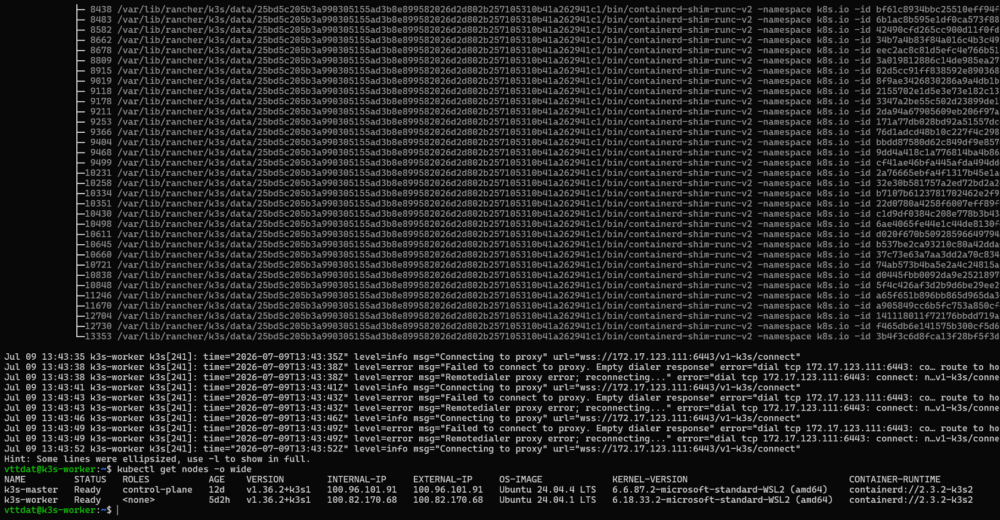 ├─ 8438 /var/lib/rancher/k3s/data/25bd5c205b3a990305155ad3b8e899582026d2d802b257105310b41a262941c1/bin/containerd-shim-runc-v2 -namespace k8s.io -id bf61c8934bbc25510eff94f
├─ 8483 /var/lib/rancher/k3s/data/25bd5c205b3a990305155ad3b8e899582026d2d802b257105310b41a262941c1/bin/containerd-shim-runc-v2 -namespace k8s.io -id 6b1ac8b595e1df0ca573f88
├─ 8582 /var/lib/rancher/k3s/data/25bd5c205b3a990305155ad3b8e899582026d2d802b257105310b41a262941c1/bin/containerd-shim-runc-v2 -namespace k8s.io -id 42490cfd265cc900d11f0fd
├─ 8662 /var/lib/rancher/k3s/data/25bd5c205b3a990305155ad3b8e899582026d2d802b257105310b41a262941c1/bin/containerd-shim-runc-v2 -namespace k8s.io -id 34b7a4b83f84a016c4b3c49
├─ 8678 /var/lib/rancher/k3s/data/25bd5c205b3a990305155ad3b8e899582026d2d802b257105310b41a262941c1/bin/containerd-shim-runc-v2 -namespace k8s.io -id eec2ac8c81d5efc4e766b51
├─ 8809 /var/lib/rancher/k3s/data/25bd5c205b3a990305155ad3b8e899582026d2d802b257105310b41a262941c1/bin/containerd-shim-runc-v2 -namespace k8s.io -id 3a019812886c14de985ea27
├─ 8915 /var/lib/rancher/k3s/data/25bd5c205b3a990305155ad3b8e899582026d2d802b257105310b41a262941c1/bin/containerd-shim-runc-v2 -namespace k8s.io -id 02d5cc91ff838592e890368
├─ 9019 /var/lib/rancher/k3s/data/25bd5c205b3a990305155ad3b8e899582026d2d802b257105310b41a262941c1/bin/containerd-shim-runc-v2 -namespace k8s.io -id 8f9ae3426830286a9a4db1b
├─ 9118 /var/lib/rancher/k3s/data/25bd5c205b3a990305155ad3b8e899582026d2d802b257105310b41a262941c1/bin/containerd-shim-runc-v2 -namespace k8s.io -id 2155702e1d5e3e73e182c13
├─ 9178 /var/lib/rancher/k3s/data/25bd5c205b3a990305155ad3b8e899582026d2d802b257105310b41a262941c1/bin/containerd-shim-runc-v2 -namespace k8s.io -id 3347a2be55c502d23899de1
├─ 9211 /var/lib/rancher/k3s/data/25bd5c205b3a990305155ad3b8e899582026d2d802b257105310b41a262941c1/bin/containerd-shim-runc-v2 -namespace k8s.io -id 2da94a67905609eb206f97a
├─ 9253 /var/lib/rancher/k3s/data/25bd5c205b3a990305155ad3b8e899582026d2d802b257105310b41a262941c1/bin/containerd-shim-runc-v2 -namespace k8s.io -id 171a77db028bd92a51557dc
├─ 9366 /var/lib/rancher/k3s/data/25bd5c205b3a990305155ad3b8e899582026d2d802b257105310b41a262941c1/bin/containerd-shim-runc-v2 -namespace k8s.io -id 76d1adcd48b10c227f4c298
├─ 9404 /var/lib/rancher/k3s/data/25bd5c205b3a990305155ad3b8e899582026d2d802b257105310b41a262941c1/bin/containerd-shim-runc-v2 -namespace k8s.io -id bbdd87580d62c849df9e857
├─ 9468 /var/lib/rancher/k3s/data/25bd5c205b3a990305155ad3b8e899582026d2d802b257105310b41a262941c1/bin/containerd-shim-runc-v2 -namespace k8s.io -id 9dd4a418c1a776814ba4b86
├─ 9499 /var/lib/rancher/k3s/data/25bd5c205b3a990305155ad3b8e899582026d2d802b257105310b41a262941c1/bin/containerd-shim-runc-v2 -namespace k8s.io -id cf41ae46bfa445afda494dd
├─10231 /var/lib/rancher/k3s/data/25bd5c205b3a990305155ad3b8e899582026d2d802b257105310b41a262941c1/bin/containerd-shim-runc-v2 -namespace k8s.io -id 2a76665ebfa4f1317b45e1a
├─10258 /var/lib/rancher/k3s/data/25bd5c205b3a990305155ad3b8e899582026d2d802b257105310b41a262941c1/bin/containerd-shim-runc-v2 -namespace k8s.io -id 32e30b581757a2ed72bd2a2
├─10334 /var/lib/rancher/k3s/data/25bd5c205b3a990305155ad3b8e899582026d2d802b257105310b41a262941c1/bin/containerd-shim-runc-v2 -namespace k8s.io -id b7107b6123781702462e2f9
├─10351 /var/lib/rancher/k3s/data/25bd5c205b3a990305155ad3b8e899582026d2d802b257105310b41a262941c1/bin/containerd-shim-runc-v2 -namespace k8s.io -id 22d0780a4258f6007eff89f
├─10430 /var/lib/rancher/k3s/data/25bd5c205b3a990305155ad3b8e899582026d2d802b257105310b41a262941c1/bin/containerd-shim-runc-v2 -namespace k8s.io -id c1d9df0384c208e778b3b43
├─10498 /var/lib/rancher/k3s/data/25bd5c205b3a990305155ad3b8e899582026d2d802b257105310b41a262941c1/bin/containerd-shim-runc-v2 -namespace k8s.io -id 6ae4065fe44e1c44de8130f
├─10611 /var/lib/rancher/k3s/data/25bd5c205b3a990305155ad3b8e899582026d2d802b257105310b41a262941c1/bin/containerd-shim-runc-v2 -namespace k8s.io -id d020f670b50928596649794
├─10645 /var/lib/rancher/k3s/data/25bd5c205b3a990305155ad3b8e899582026d2d802b257105310b41a262941c1/bin/containerd-shim-runc-v2 -namespace k8s.io -id b537be2ca93210c80a42dda
├─10660 /var/lib/rancher/k3s/data/25bd5c205b3a990305155ad3b8e899582026d2d802b257105310b41a262941c1/bin/containerd-shim-runc-v2 -namespace k8s.io -id 37c73e63a7aa3dd2a70c834
├─10721 /var/lib/rancher/k3s/data/25bd5c205b3a990305155ad3b8e899582026d2d802b257105310b41a262941c1/bin/containerd-shim-runc-v2 -namespace k8s.io -id 74ab573b4ba5e2a4c24815a
├─10838 /var/lib/rancher/k3s/data/25bd5c205b3a990305155ad3b8e899582026d2d802b257105310b41a262941c1/bin/containerd-shim-runc-v2 -namespace k8s.io -id d0445fbb0092da9e2521897
├─10848 /var/lib/rancher/k3s/data/25bd5c205b3a990305155ad3b8e899582026d2d802b257105310b41a262941c1/bin/containerd-shim-runc-v2 -namespace k8s.io -id 5f4c426af3d2b9d6be29ee2
├─11246 /var/lib/rancher/k3s/data/25bd5c205b3a990305155ad3b8e899582026d2d802b257105310b41a262941c1/bin/containerd-shim-runc-v2 -namespace k8s.io -id a65f651b896bb865d965da3
├─11670 /var/lib/rancher/k3s/data/25bd5c205b3a990305155ad3b8e899582026d2d802b257105310b41a262941c1/bin/containerd-shim-runc-v2 -namespace k8s.io -id a905849cc6b5fc753a850cf
├─12704 /var/lib/rancher/k3s/data/25bd5c205b3a990305155ad3b8e899582026d2d802b257105310b41a262941c1/bin/containerd-shim-runc-v2 -namespace k8s.io -id 141118011f72176bbdd719a
├─12730 /var/lib/rancher/k3s/data/25bd5c205b3a990305155ad3b8e899582026d2d802b257105310b41a262941c1/bin/containerd-shim-runc-v2 -namespace k8s.io -id f465db6e141575b300cf5d6
└─13353 /var/lib/rancher/k3s/data/25bd5c205b3a990305155ad3b8e899582026d2d802b257105310b41a262941c1/bin/containerd-shim-runc-v2 -namespace k8s.io -id 3b4f3c6d8fca13f28bf5f3d
Jul 09 13:43:35 k3s-worker k3s[241]: time="2026-07-09T13:43:35Z" level=info msg="Connecting to proxy" url="wss://172.17.123.111:6443/v1-k3s/connect"
Jul 09 13:43:38 k3s-worker k3s[241]: time="2026-07-09T13:43:38Z" level=error msg="Failed to connect to proxy. Empty dialer response" error="dial tcp 172.17.123.111:6443: co… route to ho
Jul 09 13:43:38 k3s-worker k3s[241]: time="2026-07-09T13:43:38Z" level=error msg="Remotedialer proxy error; reconnecting..." error="dial tcp 172.17.123.111:6443: connect: n…v1-k3s/conne
Jul 09 13:43:41 k3s-worker k3s[241]: time="2026-07-09T13:43:41Z" level=info msg="Connecting to proxy" url="wss://172.17.123.111:6443/v1-k3s/connect"
Jul 09 13:43:43 k3s-worker k3s[241]: time="2026-07-09T13:43:43Z" level=error msg="Failed to connect to proxy. Empty dialer response" error="dial tcp 172.17.123.111:6443: co… route to ho
Jul 09 13:43:43 k3s-worker k3s[241]: time="2026-07-09T13:43:43Z" level=error msg="Remotedialer proxy error; reconnecting..." error="dial tcp 172.17.123.111:6443: connect: n…v1-k3s/conne
Jul 09 13:43:46 k3s-worker k3s[241]: time="2026-07-09T13:43:46Z" level=info msg="Connecting to proxy" url="wss://172.17.123.111:6443/v1-k3s/connect"
Jul 09 13:43:49 k3s-worker k3s[241]: time="2026-07-09T13:43:49Z" level=error msg="Failed to connect to proxy. Empty dialer response" error="dial tcp 172.17.123.111:6443: co… route to ho
Jul 09 13:43:49 k3s-worker k3s[241]: time="2026-07-09T13:43:49Z" level=error msg="Remotedialer proxy error; reconnecting..." error="dial tcp 172.17.123.111:6443: connect: n…v1-k3s/conne
Jul 09 13:43:52 k3s-worker k3s[241]: time="2026-07-09T13:43:52Z" level=info msg="Connecting to proxy" url="wss://172.17.123.111:6443/v1-k3s/connect"
Hint: Some lines were ellipsized, use -l to show in full.
vttdat@k3s-worker:~$ kubectl get nodes -o wide
NAME STATUS ROLES AGE VERSION INTERNAL-IP EXTERNAL-IP OS-IMAGE KERNEL-VERSION CONTAINER-RUNTIME
k3s-master Ready control-plane 12d v1.36.2+k3s1 100.96.101.91 100.96.101.91 Ubuntu 24.04.4 LTS 6.6.87.2-microsoft-standard-WSL2 (amd64) containerd://2.3.2-k3s2
k3s-worker Ready <none> 5d2h v1.36.2+k3s1 100.82.170.68 100.82.170.68 Ubuntu 24.04.1 LTS 6.18.33.2-microsoft-standard-WSL2 (amd64) containerd://2.3.2-k3s2
vttdat@k3s-worker:~$